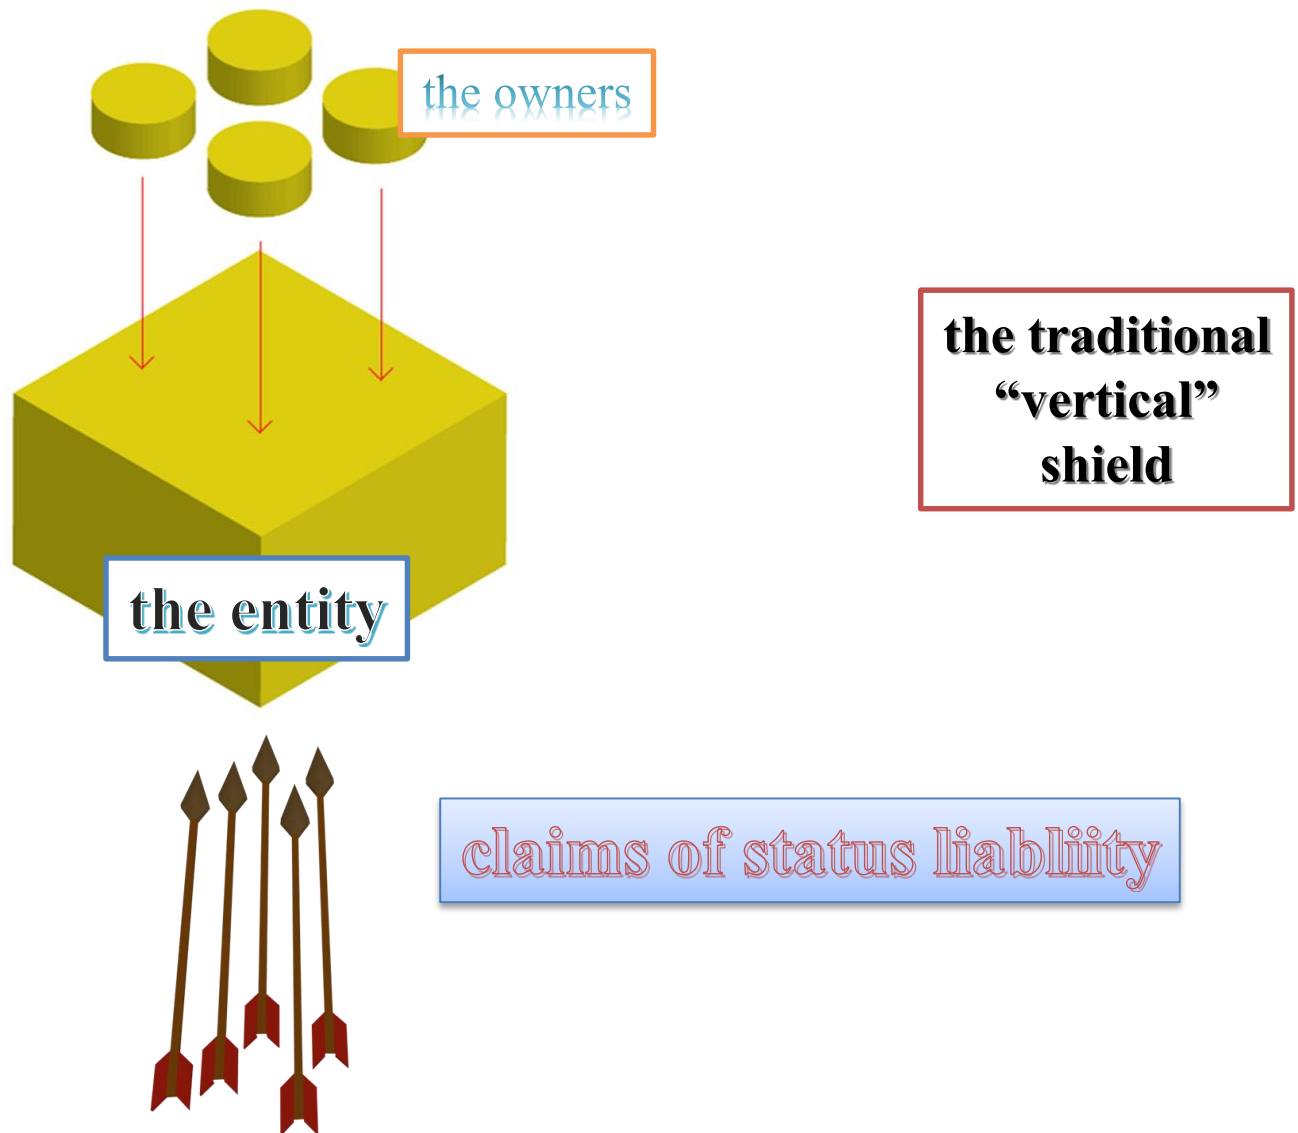 the owners
the traditional
“vertical”
shield
the entity
claims of status liabliity